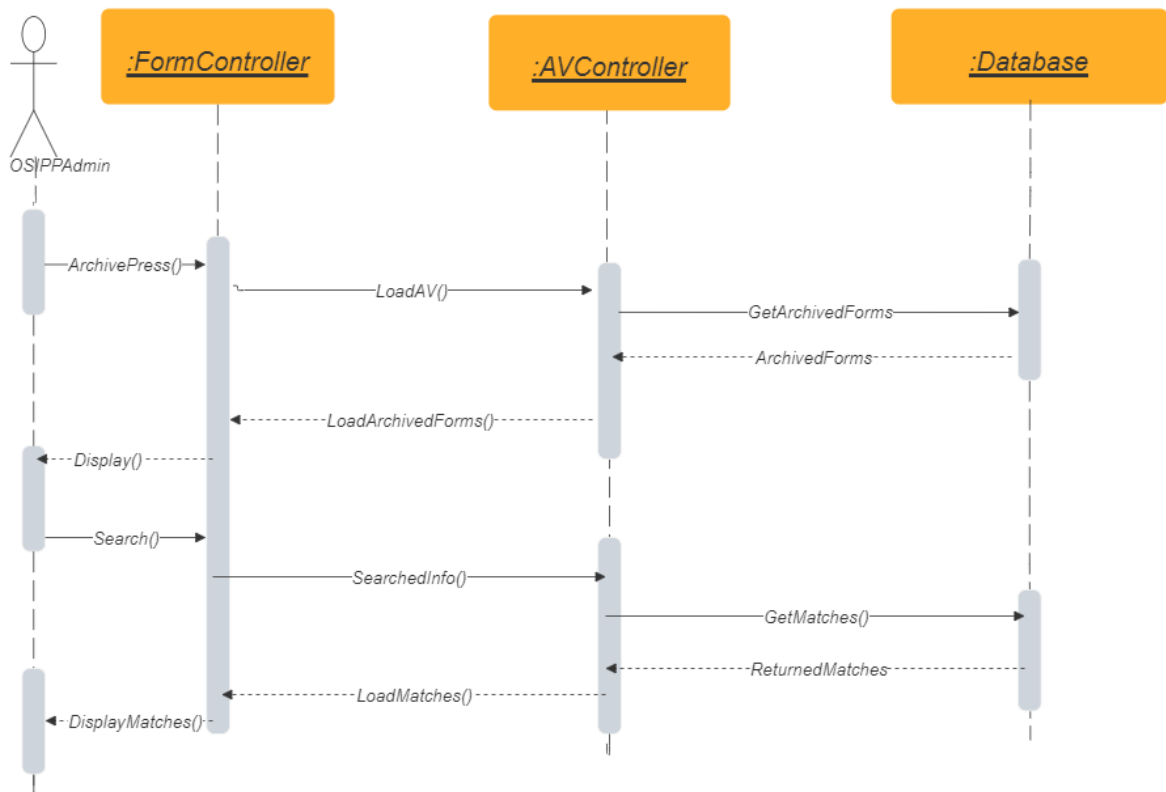 :FormController
:AVController
:Database
OSIPPAdmin
ArchivePress()
LoadAV()
GetArchivedForms
ArchivedForms
LoadArchivedForms()
Display()
Search()
SearchedInfo()
GetMatches()
ReturnedMatches
LoadMatches()
DisplayMatches()